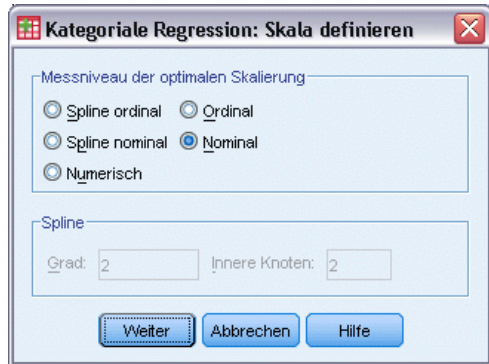 Kategoriale Regression: Skala definieren
Messniveau der optimalen Skalierung
Spline ordinal Ordinal
Spline nominal Nominal
Numerisch
Spline
Grad: 2 Innere Knoten: 2
Weiter Abbrechen Hilfe